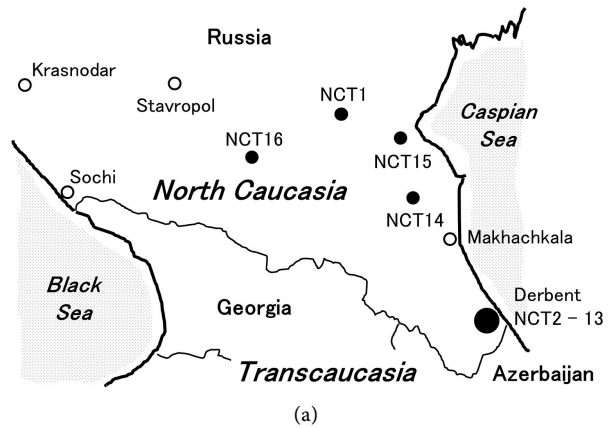 Russia
Krasnodar
Stavropol
NCT1
Caspian
Sea
NCT16
NCT15
Sochi
North Caucasia
NCT14
Makhachkala
Black
Sea
Georgia
Derbent
NCT2 - 13
Transcaucasia
Azerbaijan
(a)